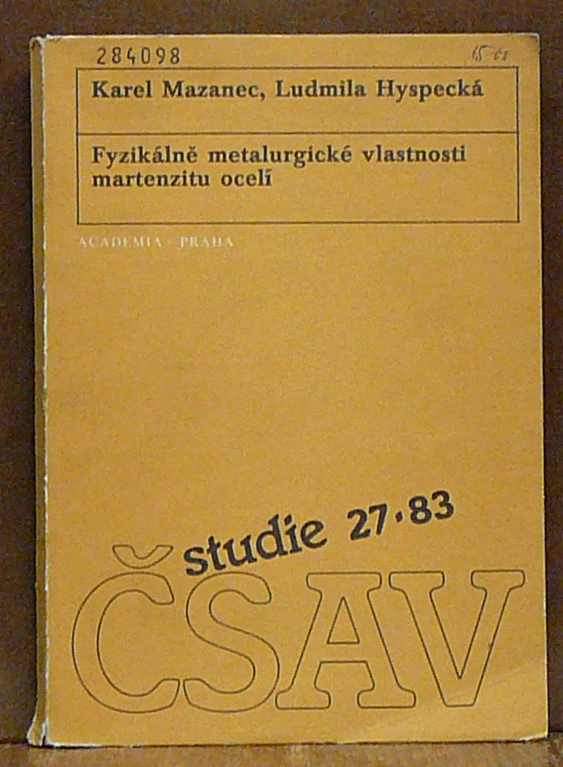 284098
Karel Mazanec, Ludmila Hyspecká
Fyzikálně metalurgické vlastnosti
martenzitu ocelí
ACADEMIA · PRAHA
studie 27·83
ČSAV